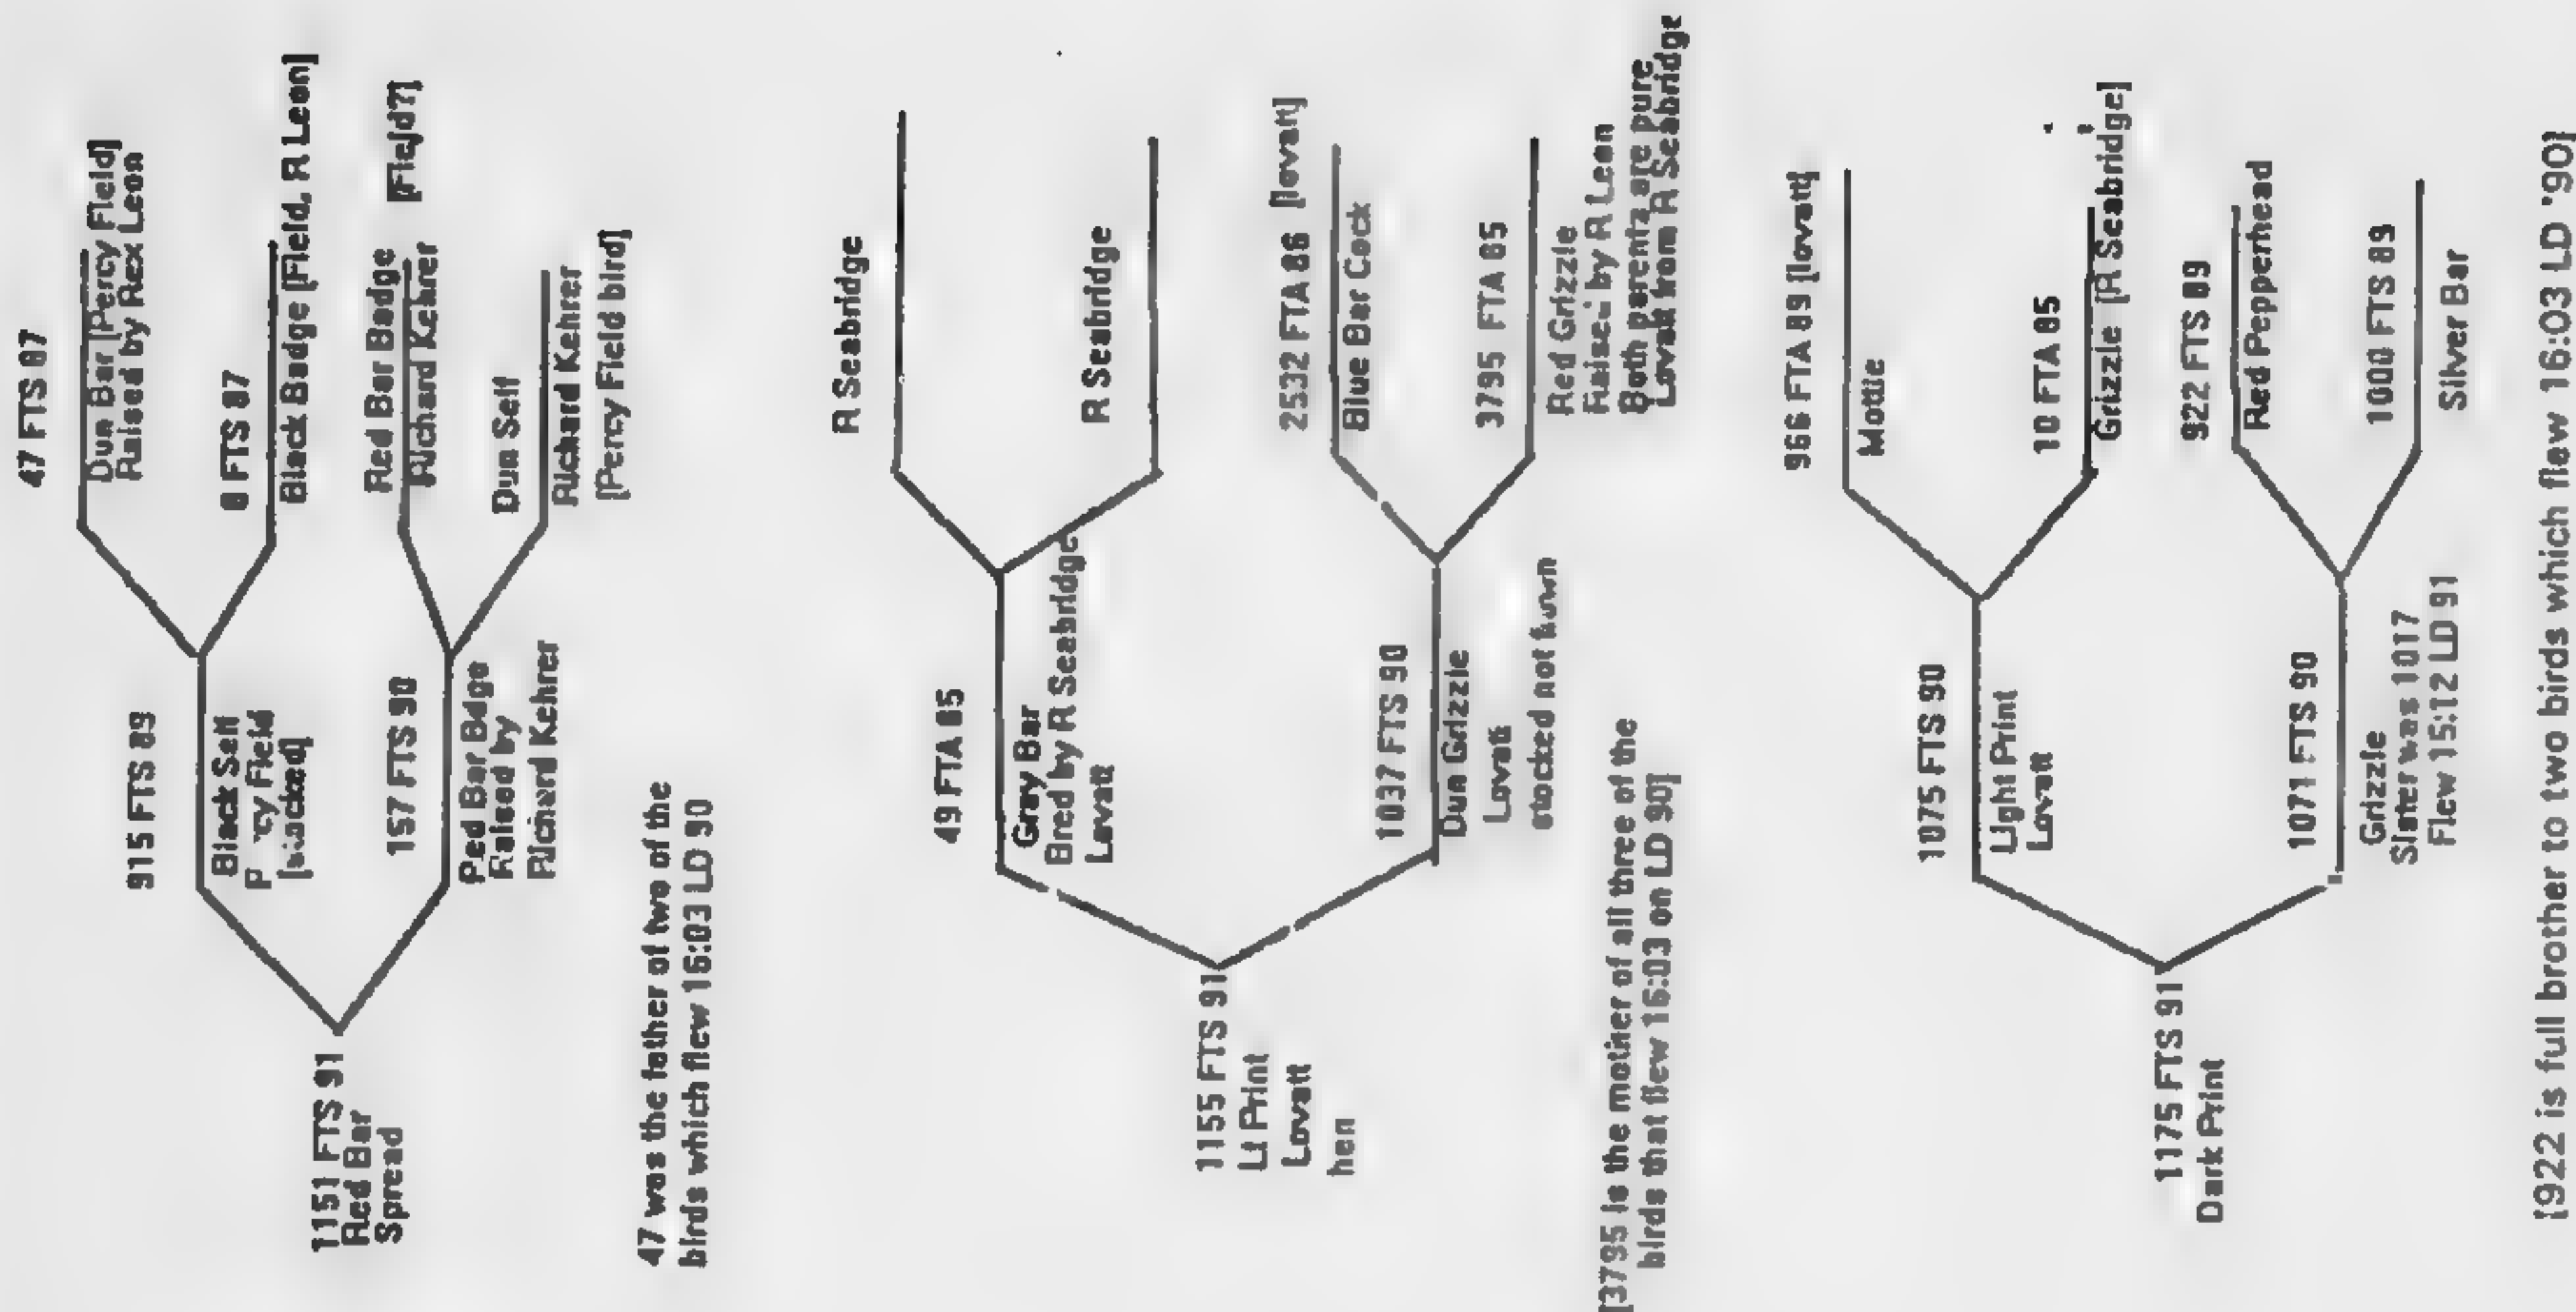 47 FTS 87
Dun Bar [Percy Field]
Raised by Rex Leon
915 FTS 89
Black Self
Field
8 FTS 87
Black Badge [Field, R Leon]
1151 FTS 91
Red Bar
Spread
Red Bar Badge [Field?]
Richard Kehrer
157 FTS 90
Red Bar Bdge
Raised by
Richard Kehrer
Dun Self
Richard Kehrer
[Percy Field bird]
47 was the father of two of the
birds which flew 16:03 LD 90
R Seabridge
49 FTA 85
Gray Bar
Bred by R Seabridge
Lovatt
R Seabridge
1155 FTS 91
Lt Print
Lovatt
hen
2532 FTA 86 [lovatt]
Blue Bar Cock
1037 FTS 90
Dun Grizzle
Lovatt
stocked not flown
3795 FTA 85
Red Grizzle
Raised by R Leon
Both parents are pure
Lovatt from R Seabridge
[3795 is the mother of all three of the
birds that flew 16:03 on LD 90]
966 FTA 89 [lovatt]
Mottle
1075 FTS 90
Light Print
Lovatt
10 FTA 85
Grizzle [R Seabridge]
1175 FTS 91
Dark Print
922 FTS 89
Red Pepperhead
1071 FTS 90
Grizzle
Sister was 1017
Flew 15:12 LD 91
1000 FTS 89
Silver Bar
[922 is full brother to two birds which flew 16:03 LD '90]